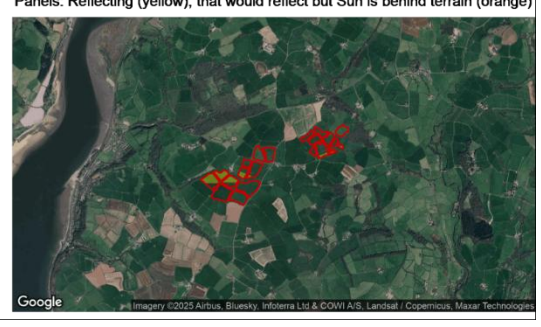 Panels: Reflecting (yellow), that would reflect but Sun is behind terrain (orange)
Google
Imagery ©2025 Airbus, Bluesky, Infoterra Ltd & COWI A/S, Landsat / Copernicus, Maxar Technologies